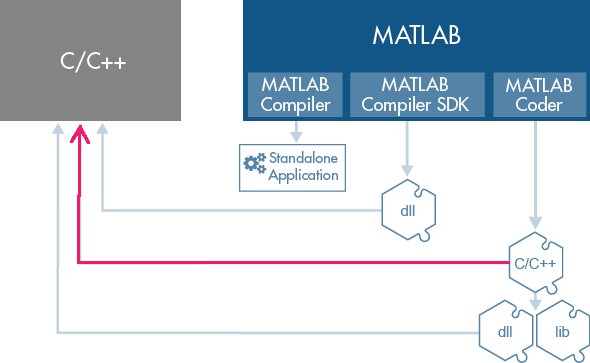 C/C++
MATLAB
MATLAB
Compiler
MATLAB
Compiler SDK
MATLAB
Coder
Standalone
Application
dll
C/C++
dll
lib